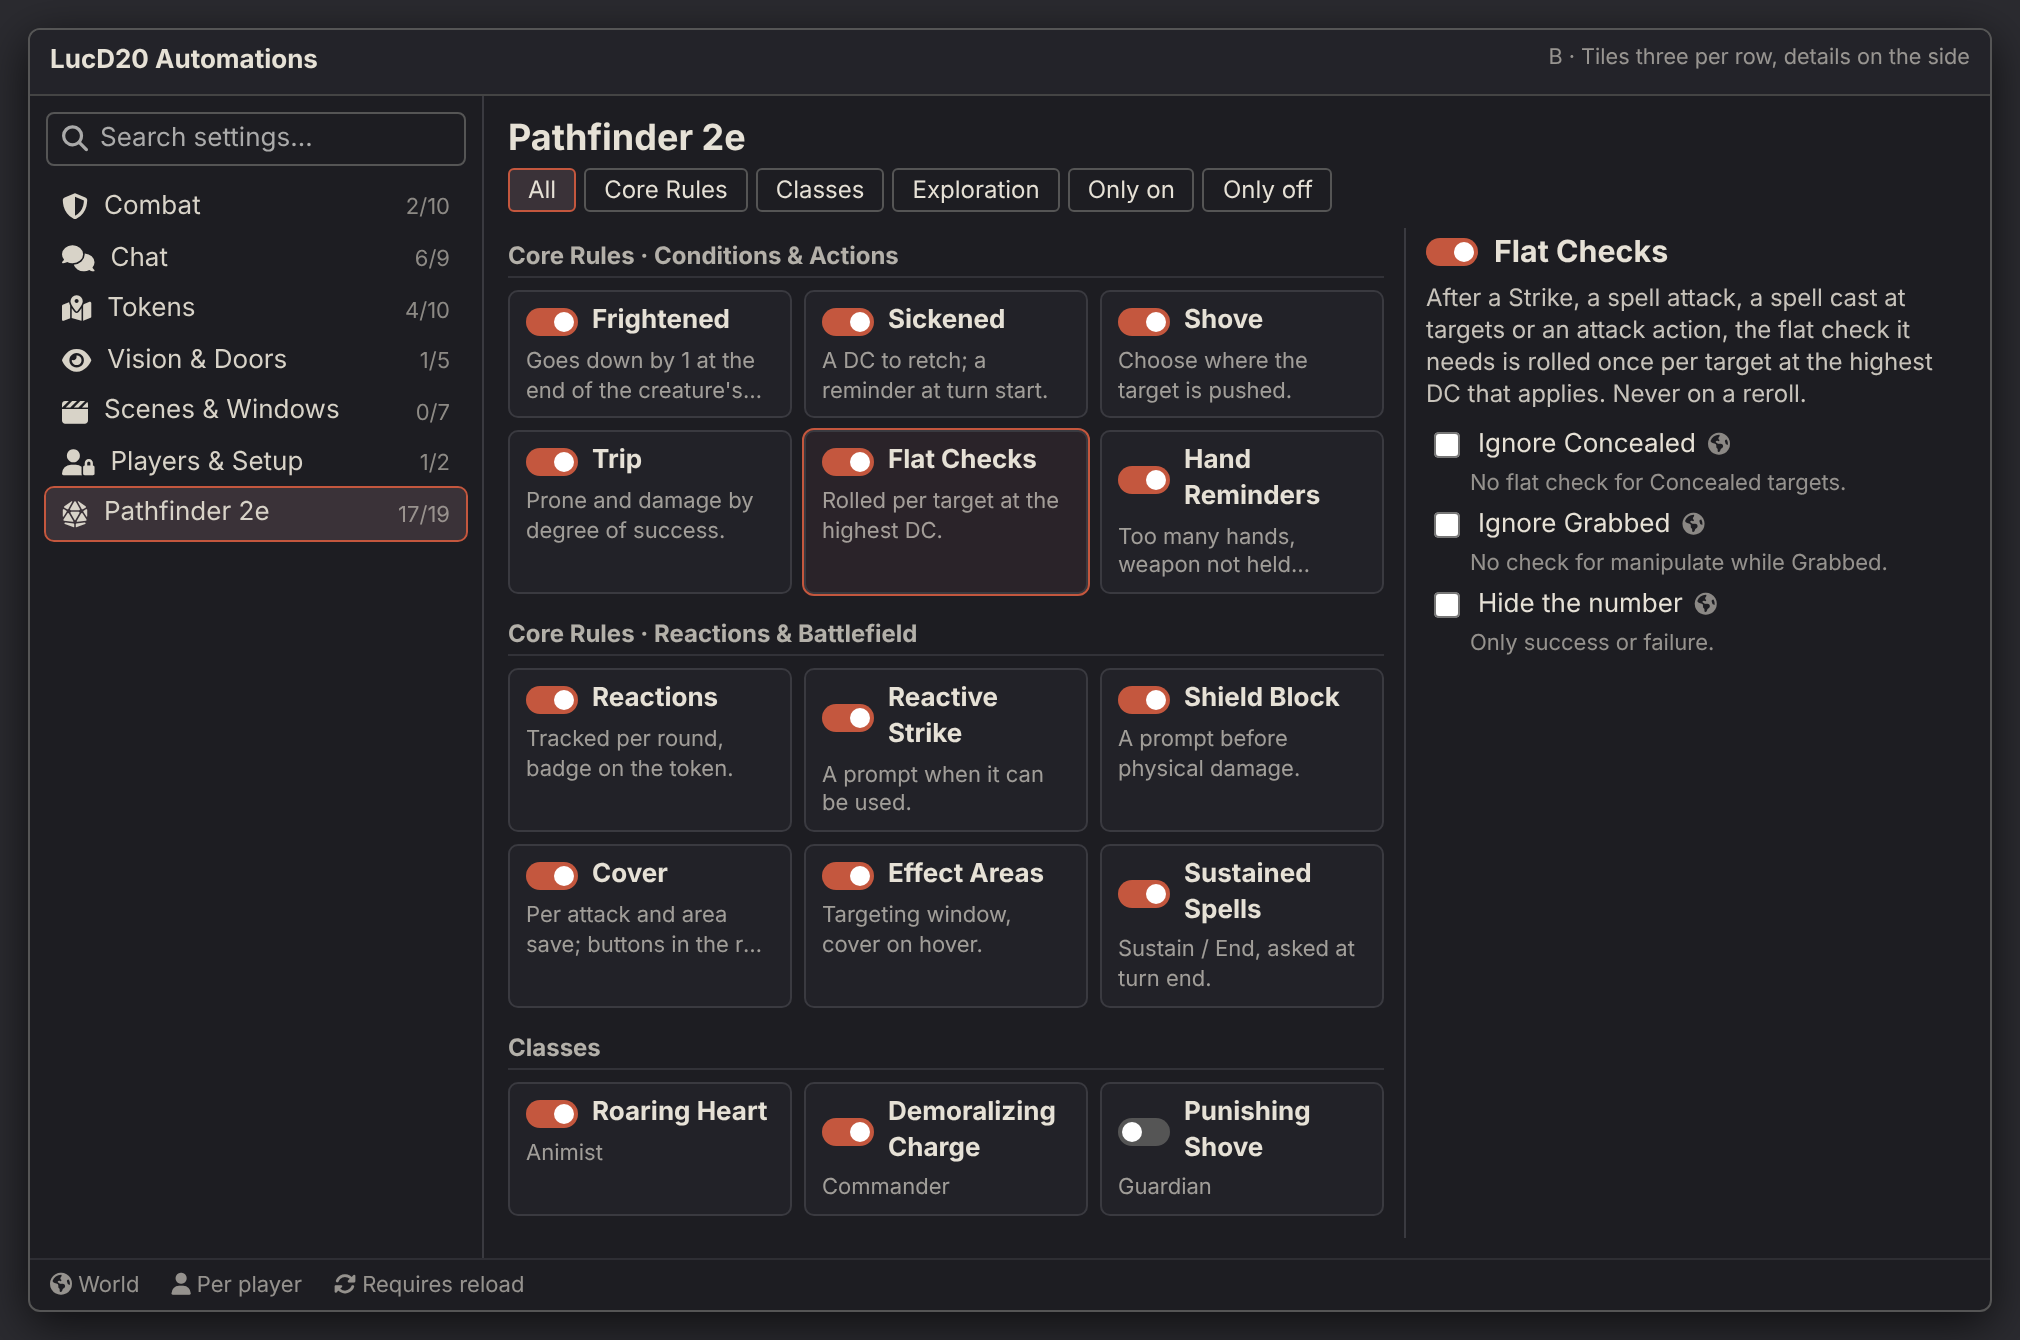 LucD20 Automations
B · Tiles three per row, details on the side
Search settings...
Combat 2/10
Chat 6/9
Tokens 4/10
Vision & Doors 1/5
Scenes & Windows 0/7
Players & Setup 1/2
Pathfinder 2e 17/19
Pathfinder 2e
All Core Rules Classes Exploration Only on Only off
Core Rules · Conditions & Actions
Frightened
Goes down by 1 at the
end of the creature's...
Sickened
A DC to retch; a
reminder at turn start.
Shove
Choose where the
target is pushed.
Trip
Prone and damage by
degree of success.
Flat Checks
Rolled per target at the
highest DC.
Hand
Reminders
Too many hands,
weapon not held...
Core Rules · Reactions & Battlefield
Reactions
Tracked per round,
badge on the token.
Reactive
Strike
A prompt when it can
be used.
Shield Block
A prompt before
physical damage.
Cover
Per attack and area
save; buttons in the r...
Effect Areas
Targeting window,
cover on hover.
Sustained
Spells
Sustain / End, asked at
turn end.
Classes
Roaring Heart
Animist
Demoralizing
Charge
Commander
Punishing
Shove
Guardian
Flat Checks
After a Strike, a spell attack, a spell cast at
targets or an attack action, the flat check it
needs is rolled once per target at the highest
DC that applies. Never on a reroll.
Ignore Concealed
No flat check for Concealed targets.
Ignore Grabbed
No check for manipulate while Grabbed.
Hide the number
Only success or failure.
World Per player Requires reload